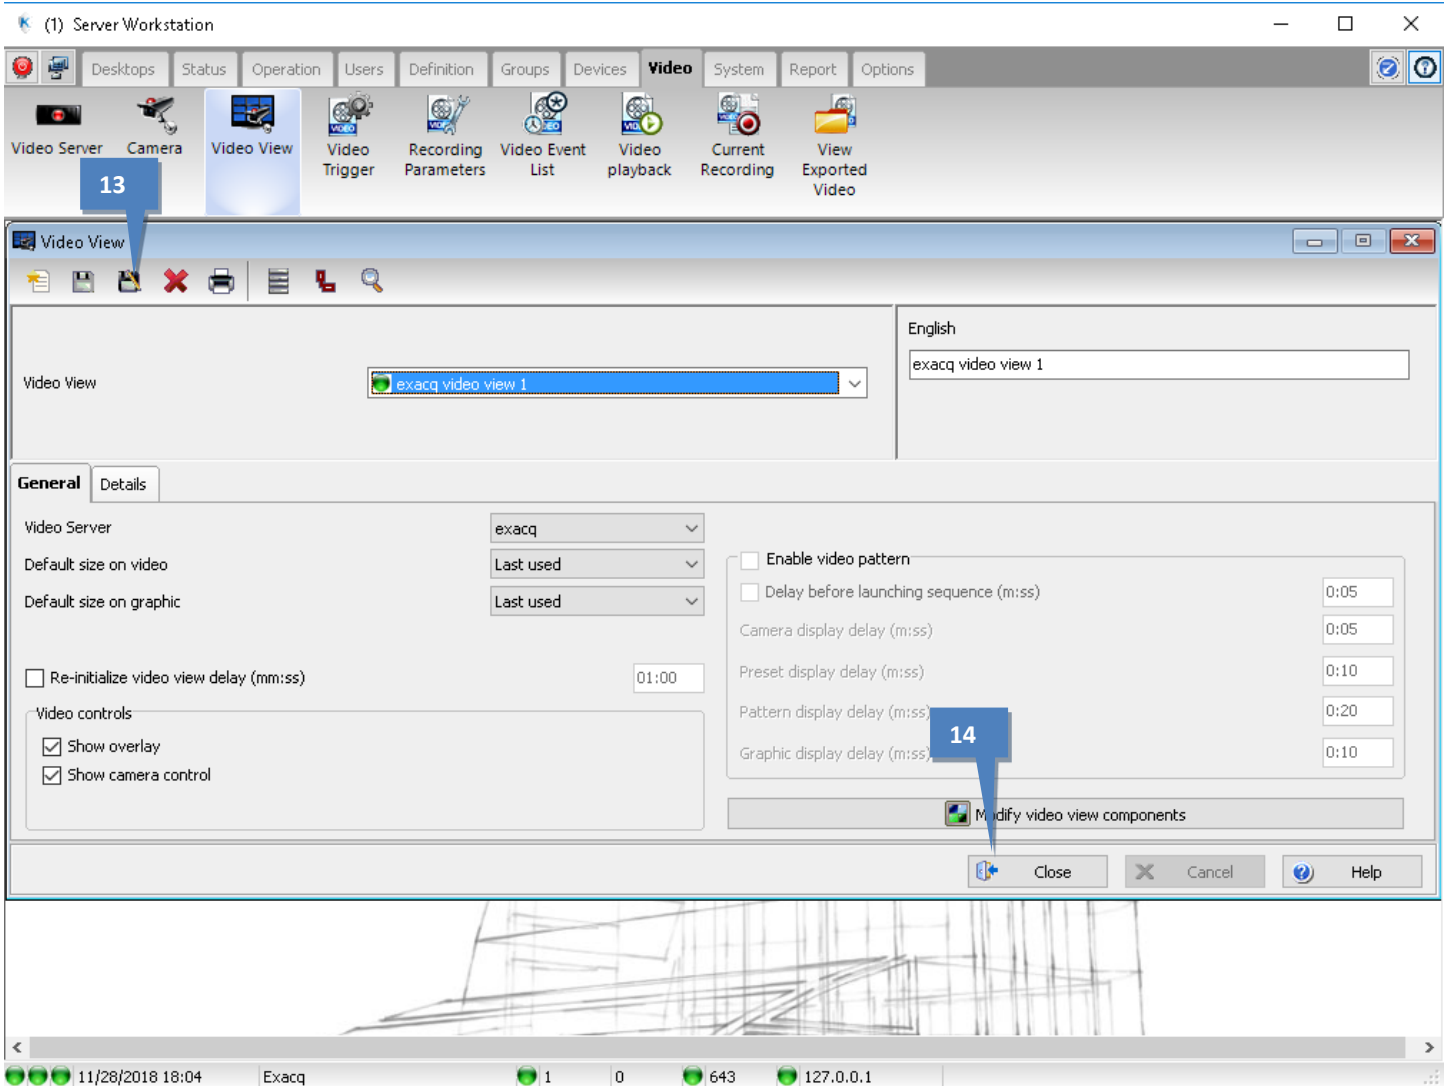 (1) Server Workstation
Desktops Status Operation Users Definition Groups Devices Video System Report Options
Video Server Camera Video View Video Trigger Recording Parameters Video Event List Video playback Current Recording View Exported Video
13
Video View
English
exacq video view 1
Video View
exacq video view 1
General Details
Video Server
exacq
Default size on video
Last used
Default size on graphic
Last used
Re-initialize video view delay (mm:ss)
01:00
Video controls
Show overlay
Show camera control
Enable video pattern
Delay before launching sequence (m:ss)
0:05
Camera display delay (m:ss)
0:05
Preset display delay (m:ss)
0:10
Pattern display delay (m:ss)
0:20
14
Graphic display delay (m:ss)
0:10
Modify video view components
Close Cancel Help
11/28/2018 18:04 Exacq 1 0 643 127.0.0.1